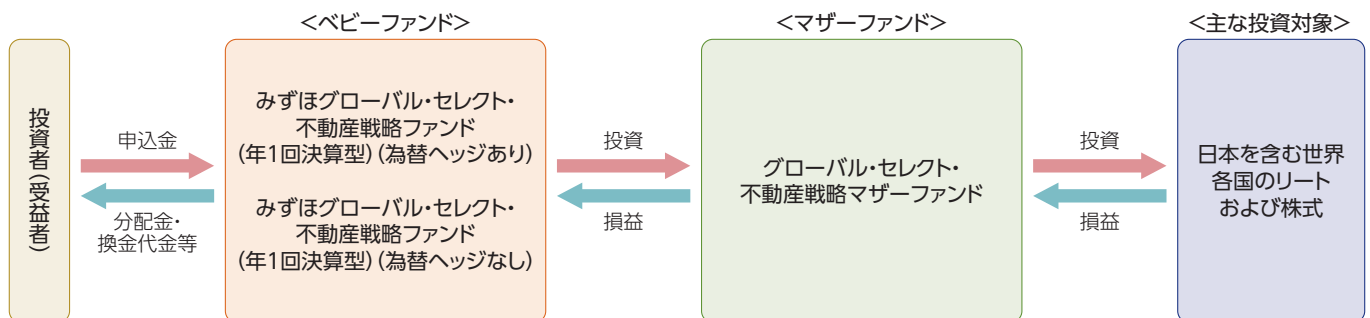 <ベビーファンド>
<マザーファンド>
<主な投資対象>
投資者(受益者)
申込金
分配金・
換金代金等
みずほグローバル・セレクト・
不動産戦略ファンド
(年1回決算型)(為替ヘッジあり)
みずほグローバル・セレクト・
不動産戦略ファンド
(年1回決算型)(為替ヘッジなし)
投資
損益
グローバル・セレクト・
不動産戦略マザーファンド
投資
損益
日本を含む世界
各国のリート
および株式